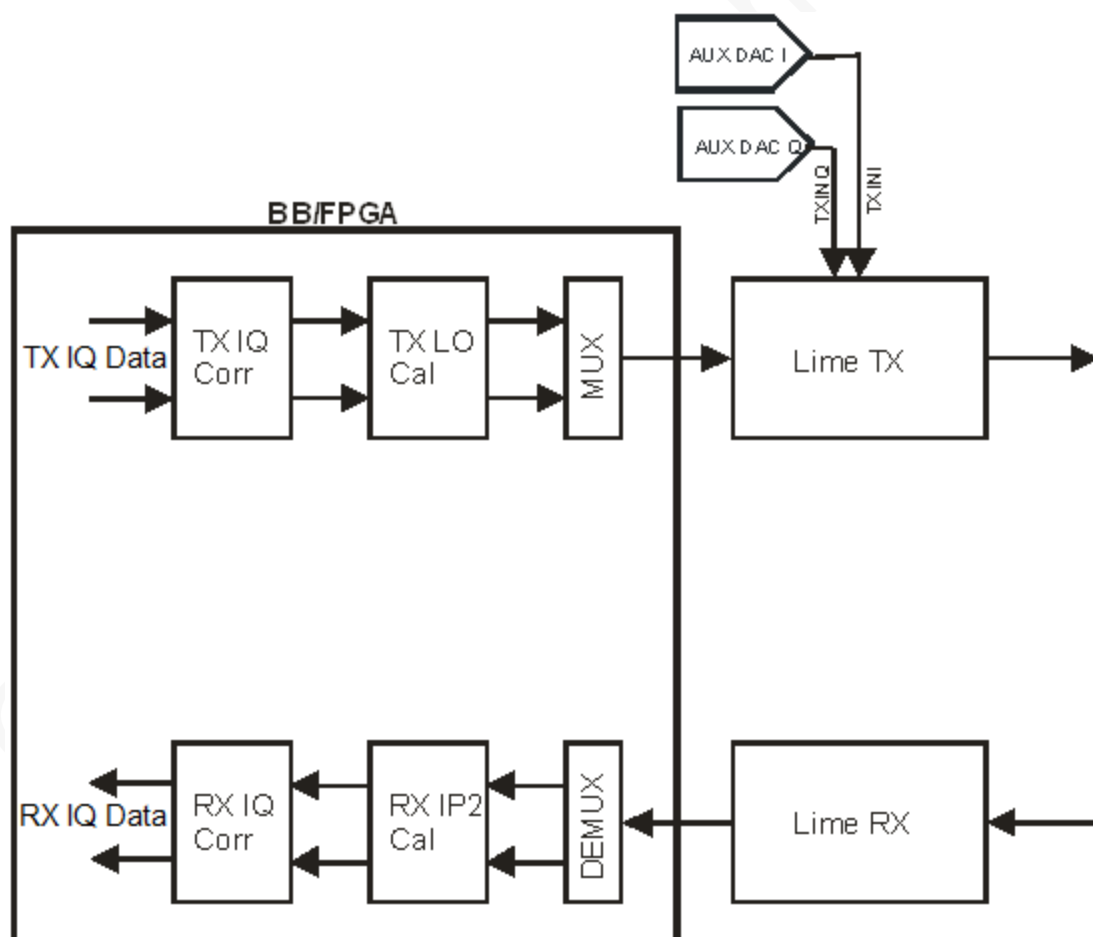 AUX DAC I
AUX DAC Q
TXINQ
TXINI
BB/FPGA
TX IQ Data
TX IQ
Corr
TX LO
Cal
MUX
Lime TX
RX IQ Data
RX IQ
Corr
RX IP2
Cal
DEMUX
Lime RX